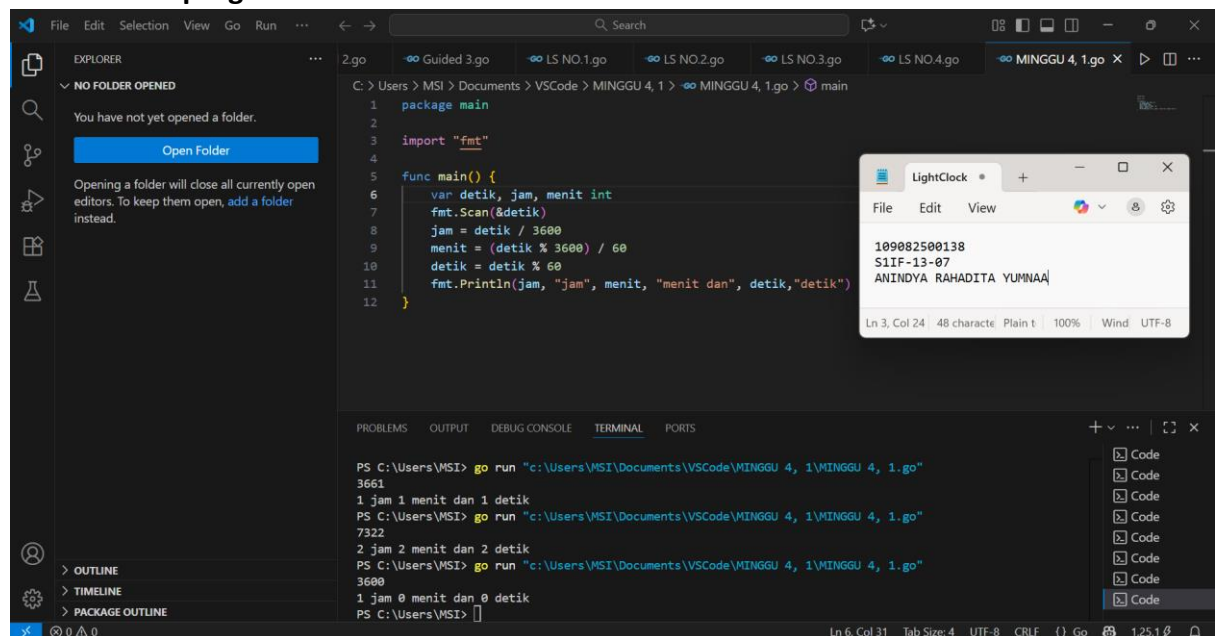 File Edit Selection View Go Run ... Search
EXPLORER ...
NO FOLDER OPENED
You have not yet opened a folder.
Open Folder
Opening a folder will close all currently open
editors. To keep them open, add a folder
instead.
OUTLINE
TIMELINE
PACKAGE OUTLINE
2.go Guided 3.go LS NO.1.go LS NO.2.go LS NO.3.go LS NO.4.go MINGGU 4, 1.go
C: > Users > MSI > Documents > VSCode > MINGGU 4, 1 > MINGGU 4, 1.go > main
1 package main
2
3 import "fmt"
4
5 func main() {
6 var detik, jam, menit int
7 fmt.Scan(&detik)
8 jam = detik / 3600
9 menit = (detik % 3600) / 60
10 detik = detik % 60
11 fmt.Println(jam, "jam", menit, "menit dan", detik,"detik")
12 }
LightClock
File Edit View
109082500138
S1IF-13-07
ANINDYA RAHADITA YUMNAA
Ln 3, Col 24 48 characte Plain t 100% Wind UTF-8
PROBLEMS OUTPUT DEBUG CONSOLE TERMINAL PORTS
PS C:\Users\MSI> go run "c:\Users\MSI\Documents\VSCode\MINGGU 4, 1\MINGGU 4, 1.go"
3661
1 jam 1 menit dan 1 detik
PS C:\Users\MSI> go run "c:\Users\MSI\Documents\VSCode\MINGGU 4, 1\MINGGU 4, 1.go"
7322
2 jam 2 menit dan 2 detik
PS C:\Users\MSI> go run "c:\Users\MSI\Documents\VSCode\MINGGU 4, 1\MINGGU 4, 1.go"
3600
1 jam 0 menit dan 0 detik
PS C:\Users\MSI>
Code
Code
Code
Code
Code
Code
Code
Code
0 0 Ln 6, Col 31 Tab Size: 4 UTF-8 CRLF {} Go 1.25.1